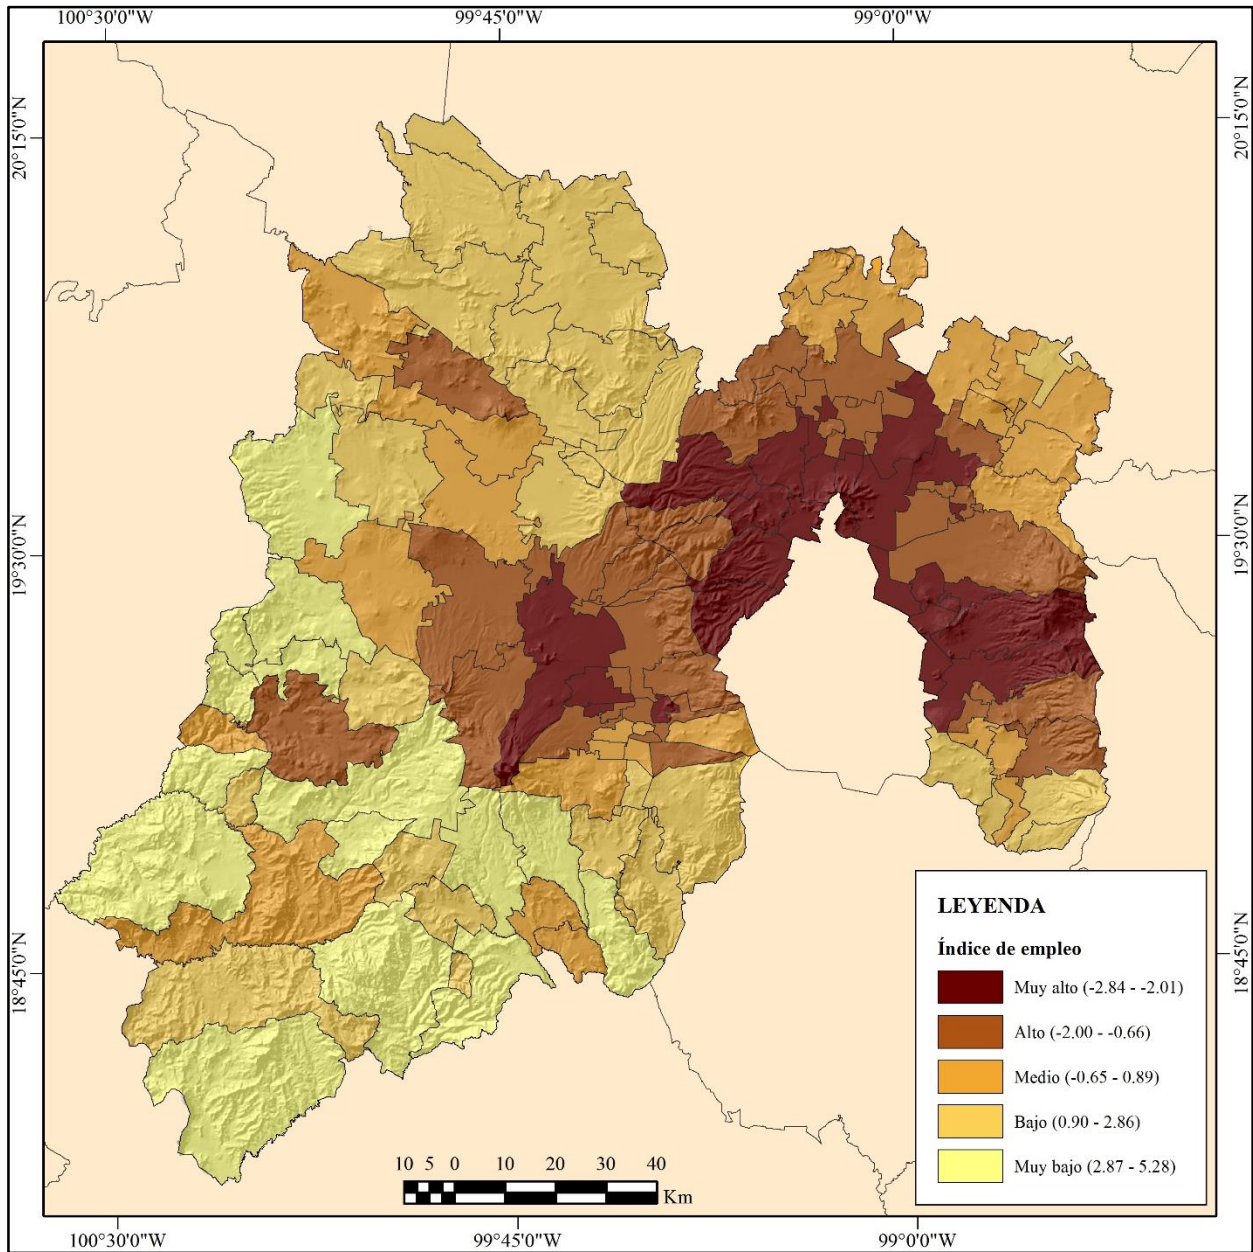 100°30'0"W 99°45'0"W 99°0'0"W
20°15'0"N 20°15'0"N
19°30'0"N 19°30'0"N
18°45'0"N 18°45'0"N
LEYENDA
Índice de empleo
Muy alto (-2.84 - -2.01)
Alto (-2.00 - -0.66)
Medio (-0.65 - 0.89)
Bajo (0.90 - 2.86)
Muy bajo (2.87 - 5.28)
10 5 0 10 20 30 40
Km
100°30'0"W 99°45'0"W 99°0'0"W